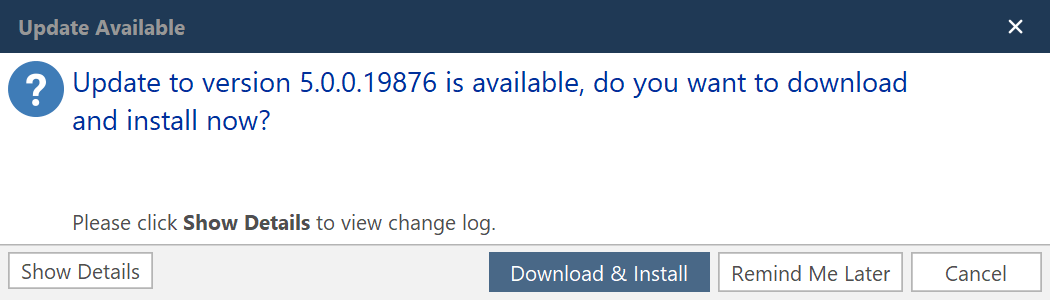 Update Available
?
Update to version 5.0.0.19876 is available, do you want to download
and install now?
Please click Show Details to view change log.
Show Details Download & Install Remind Me Later Cancel